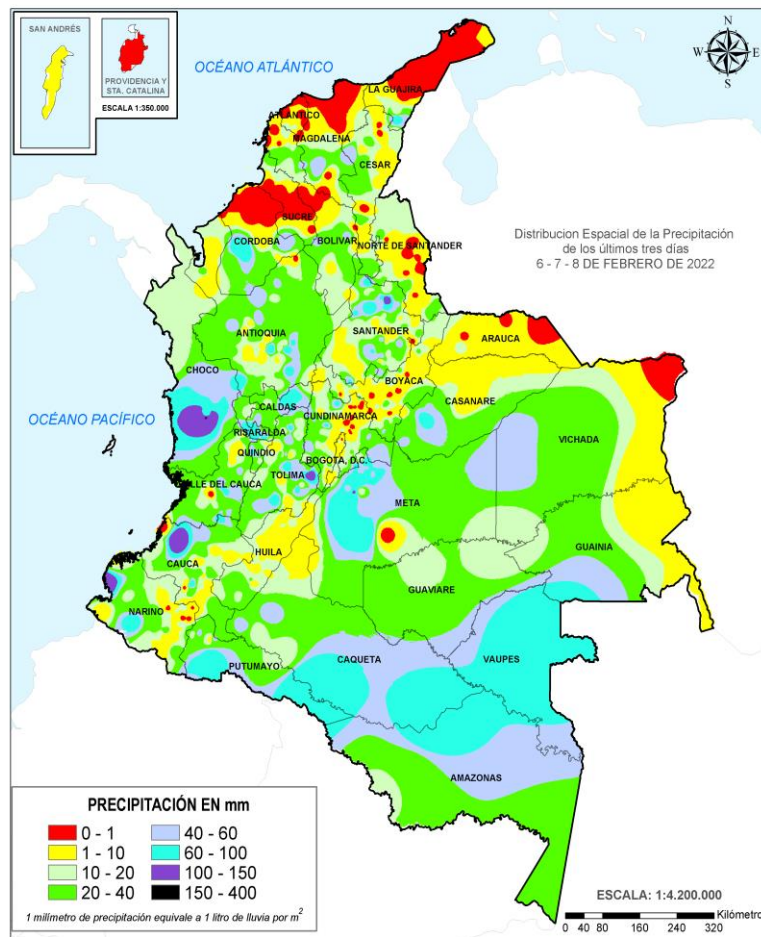 SAN ANDRÉS
PROVIDENCIA Y
STA. CATALINA
ESCALA 1:350.000
OCÉANO ATLÁNTICO
N
W
E
S
LA GUAJIRA
ATLANTICO
MAGDALENA
CESAR
SUCRE
CORDOBA
BOLIVAR
NORTE DE SANTANDER
Distribucion Espacial de la Precipitación
de los últimos tres días
6 - 7 - 8 DE FEBRERO DE 2022
ANTIOQUIA
SANTANDER
ARAUCA
CHOCO
BOYACA
CASANARE
OCÉANO PACÍFICO
CALDAS
CUNDINAMARCA
RISARALDA
VICHADA
QUINDIO
BOGOTA, D.C.
TOLIMA
VALLE DEL CAUCA
META
HUILA
GUAINIA
CAUCA
GUAVIARE
NARINO
PUTUMAYO
CAQUETA
VAUPES
AMAZONAS
PRECIPITACIÓN EN mm
0 - 1
40 - 60
1 - 10
60 - 100
10 - 20
100 - 150
20 - 40
150 - 400
1 milímetro de precipitación equivale a 1 litro de lluvia por m2
ESCALA: 1:4.200.000
Kilómetro
0 40 80 160 240 320